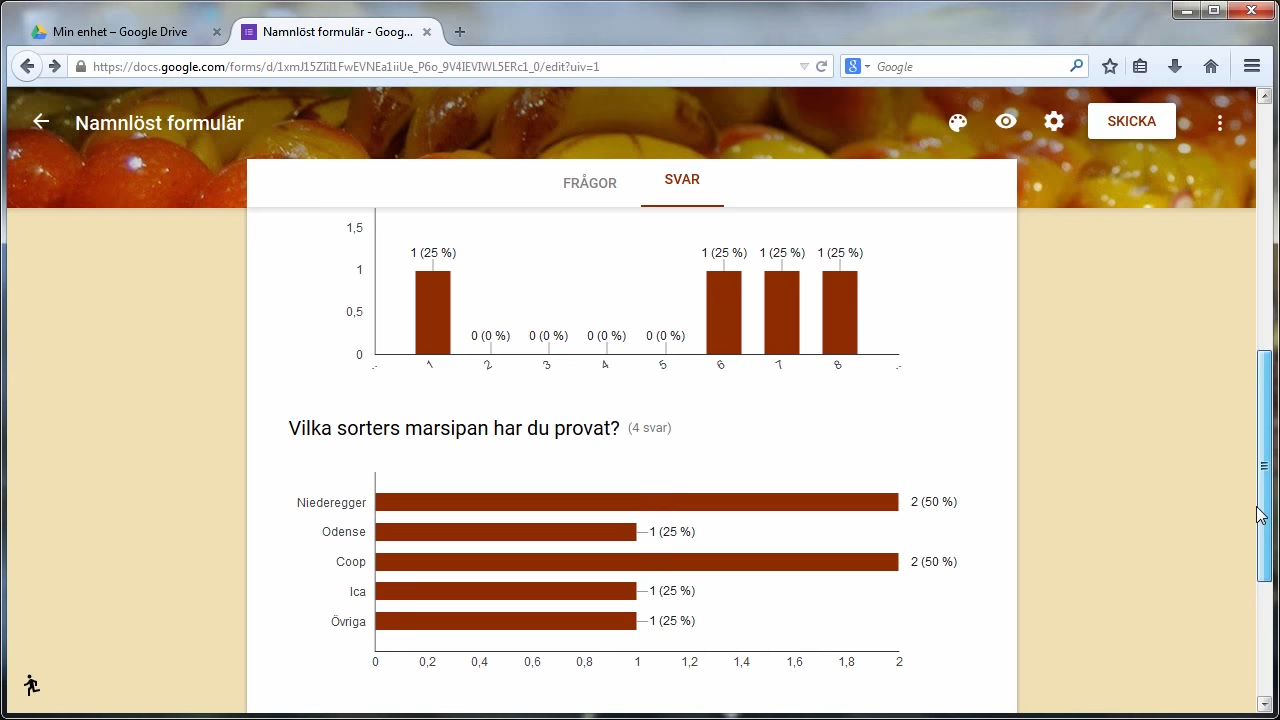 Min enhet – Google Drive
Namnlöst formulär - Goog...
https://docs.google.com/forms/d/1xmJ15ZIil1FwEVNEa1iiUe_P6o_9V4IEVIWL5ERc1_0/edit?uiv=1
Google
Namnlöst formulär
SKICKA
FRÅGOR
SVAR
1,5
1
0,5
0
1 (25 %)
0 (0 %)
0 (0 %)
0 (0 %)
0 (0 %)
1 (25 %)
1 (25 %)
1 (25 %)
..
1
2
3
4
5
6
7
8
..
Vilka sorters marsipan har du provat? (4 svar)
Niederegger 2 (50 %)
Odense 1 (25 %)
Coop 2 (50 %)
Ica 1 (25 %)
Övriga 1 (25 %)
0 0,2 0,4 0,6 0,8 1 1,2 1,4 1,6 1,8 2